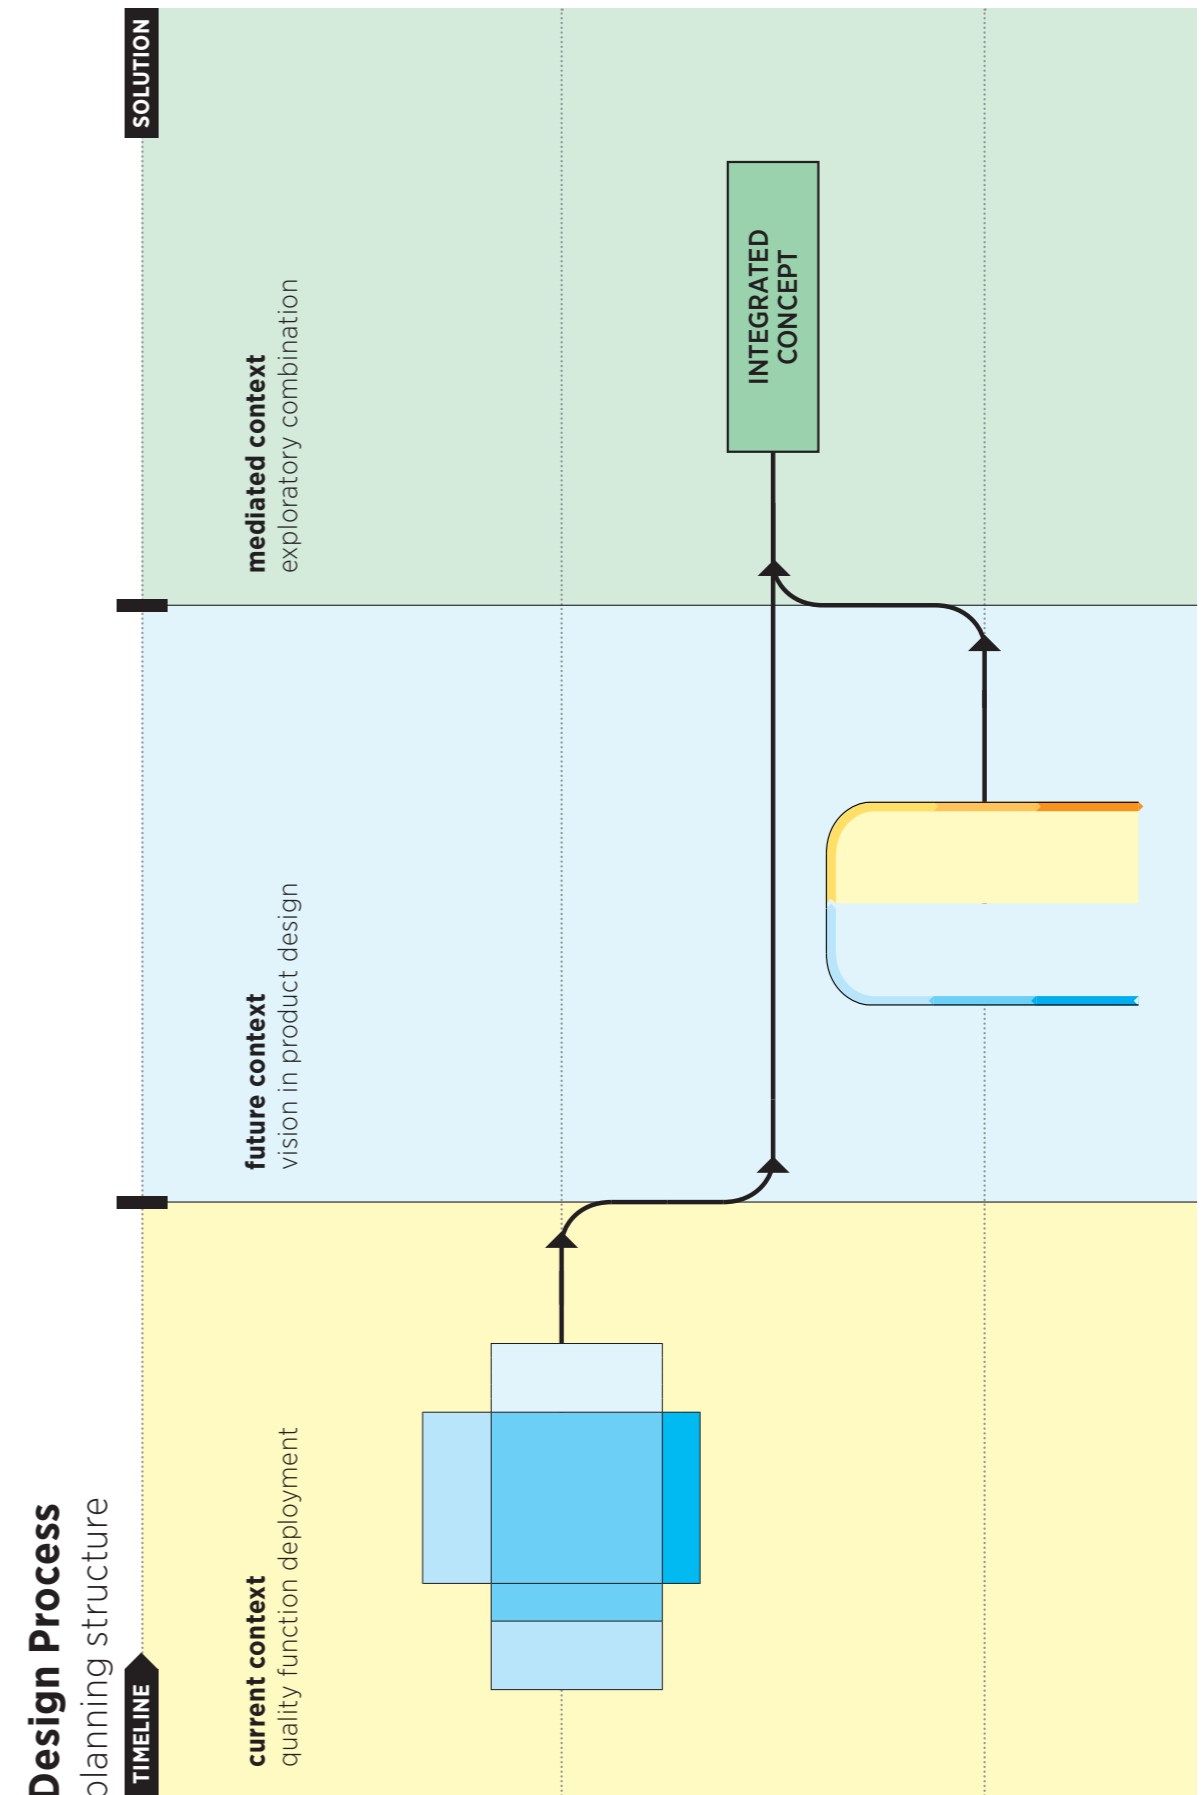 Design Process
planning structure
TIMELINE
SOLUTION
current context
quality function deployment
future context
vision in product design
mediated context
exploratory combination
INTEGRATED
CONCEPT